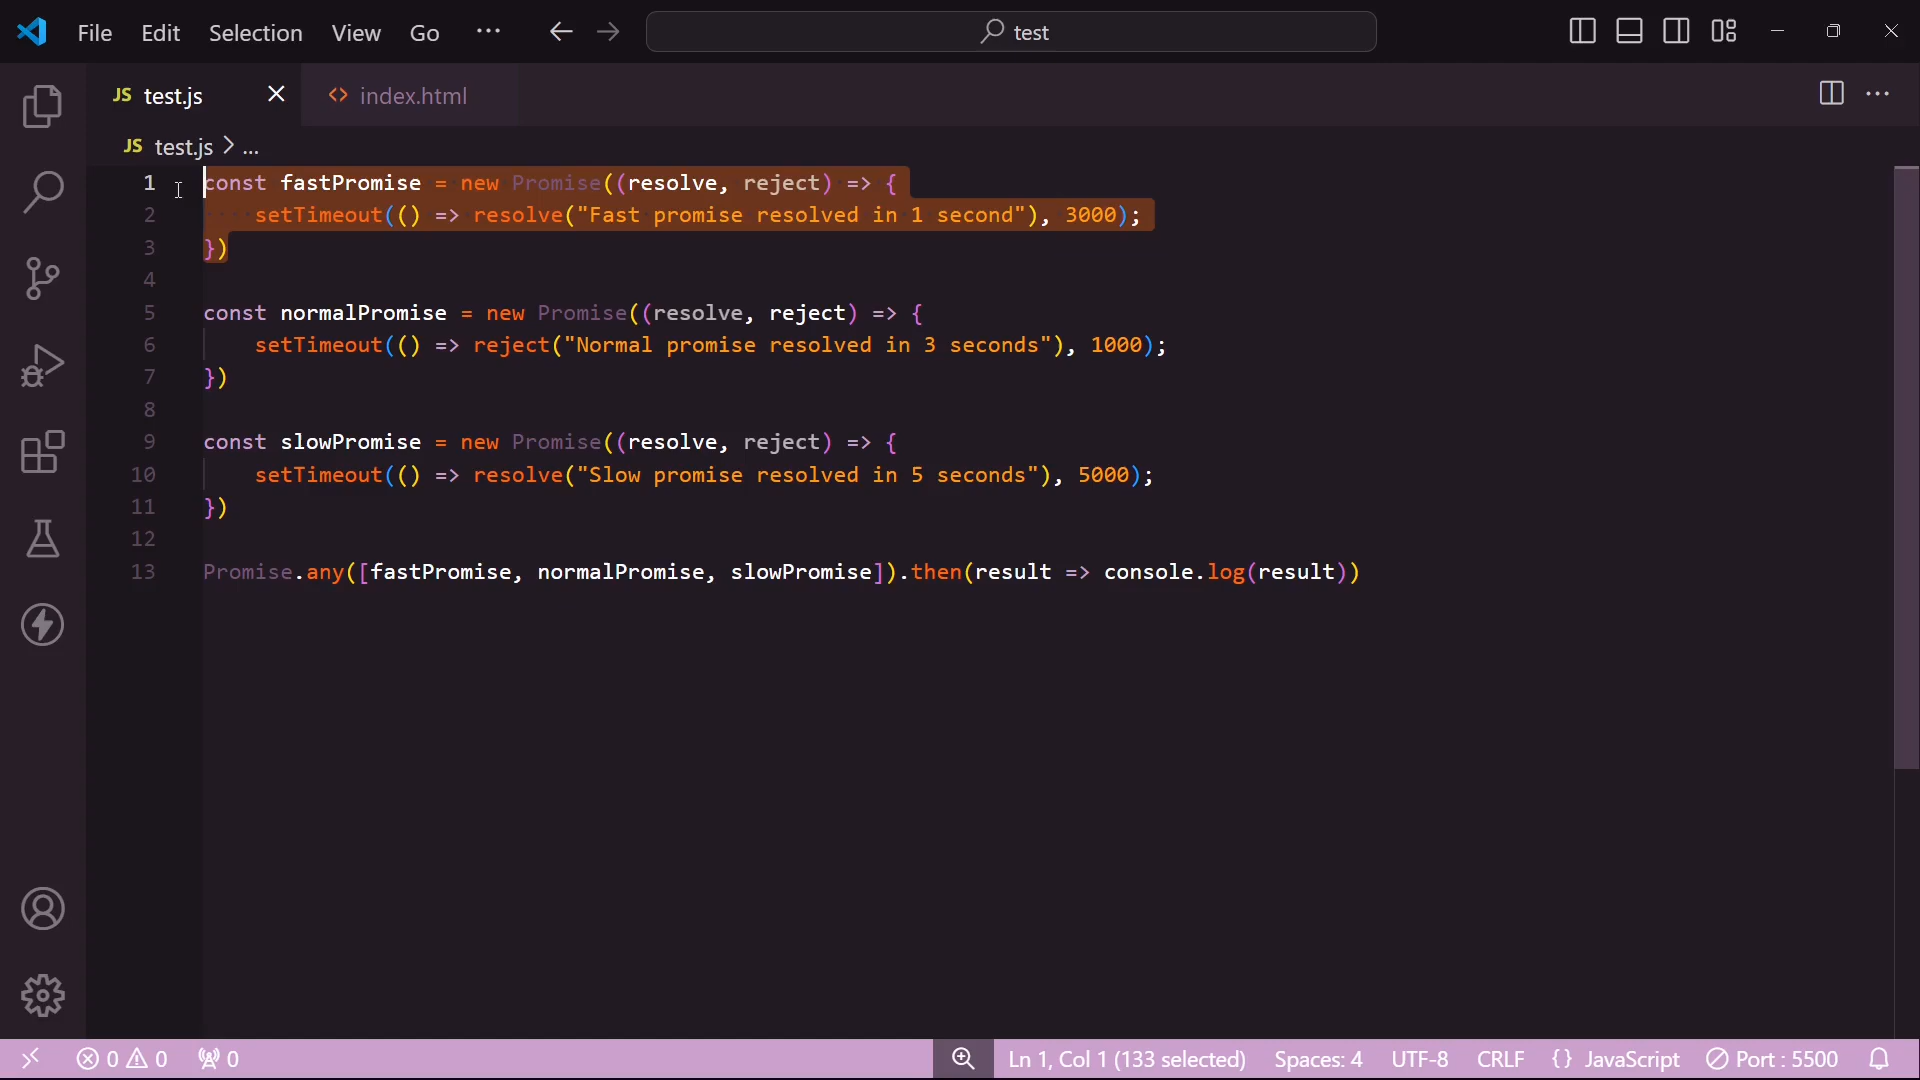 File Edit Selection View Go ··· test
JS test.js index.html
JS test.js > ...
1 const fastPromise = new Promise((resolve, reject) => {
2 setTimeout(() => resolve("Fast promise resolved in 1 second"), 3000);
3 })
4
5 const normalPromise = new Promise((resolve, reject) => {
6 setTimeout(() => reject("Normal promise resolved in 3 seconds"), 1000);
7 })
8
9 const slowPromise = new Promise((resolve, reject) => {
10 setTimeout(() => resolve("Slow promise resolved in 5 seconds"), 5000);
11 })
12
13 Promise.any([fastPromise, normalPromise, slowPromise]).then(result => console.log(result))
0 0 0 Ln 1, Col 1 (133 selected) Spaces: 4 UTF-8 CRLF {} JavaScript Port : 5500